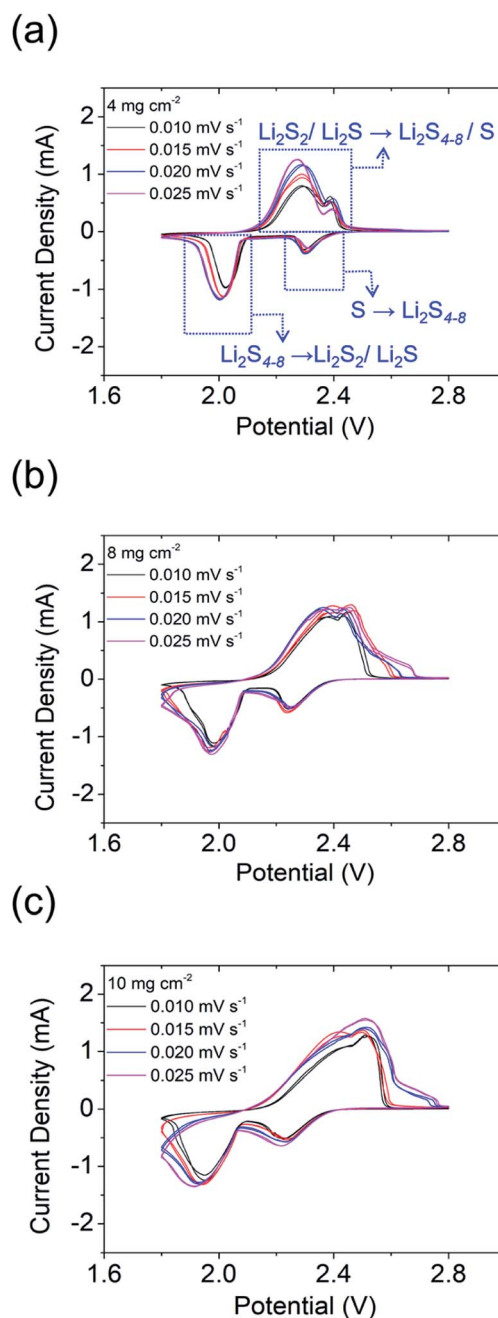 (a)
4 mg cm⁻²
0.010 mV s⁻¹
0.015 mV s⁻¹
0.020 mV s⁻¹
0.025 mV s⁻¹
Li₂S₂/ Li₂S → Li₂S₄₋₈/ S
S → Li₂S₄₋₈
Li₂S₄₋₈→Li₂S₂/ Li₂S
Current Density (mA)
2
1
0
-1
-2
1.6 2.0 2.4 2.8
Potential (V)
(b)
8 mg cm⁻²
0.010 mV s⁻¹
0.015 mV s⁻¹
0.020 mV s⁻¹
0.025 mV s⁻¹
Current Density (mA)
2
1
0
-1
-2
1.6 2.0 2.4 2.8
Potential (V)
(c)
10 mg cm⁻²
0.010 mV s⁻¹
0.015 mV s⁻¹
0.020 mV s⁻¹
0.025 mV s⁻¹
Current Density (mA)
2
1
0
-1
-2
1.6 2.0 2.4 2.8
Potential (V)